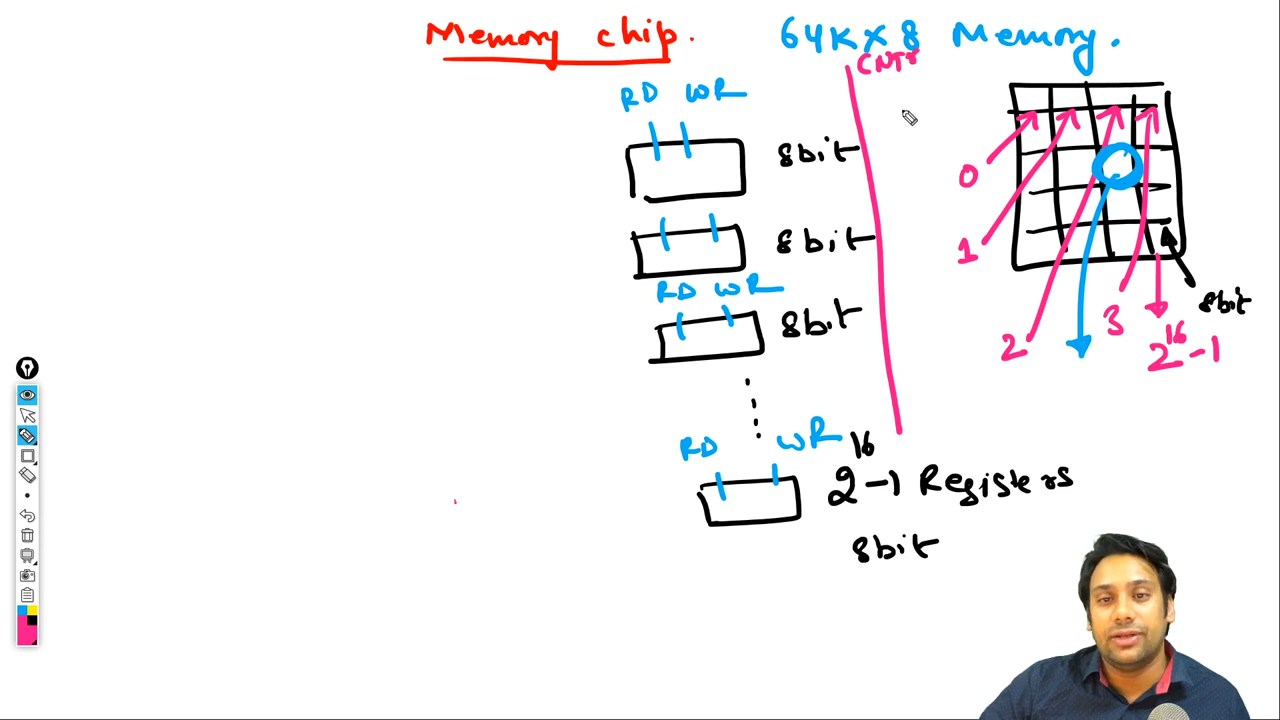 Memory chip. 64K X 8 Memory.
CNTr
RD WR
8bit
8bit
RD WR
8bit
RD WR
2^16-1 Registers
8bit
0
1
2
3
2^16-1
8bit